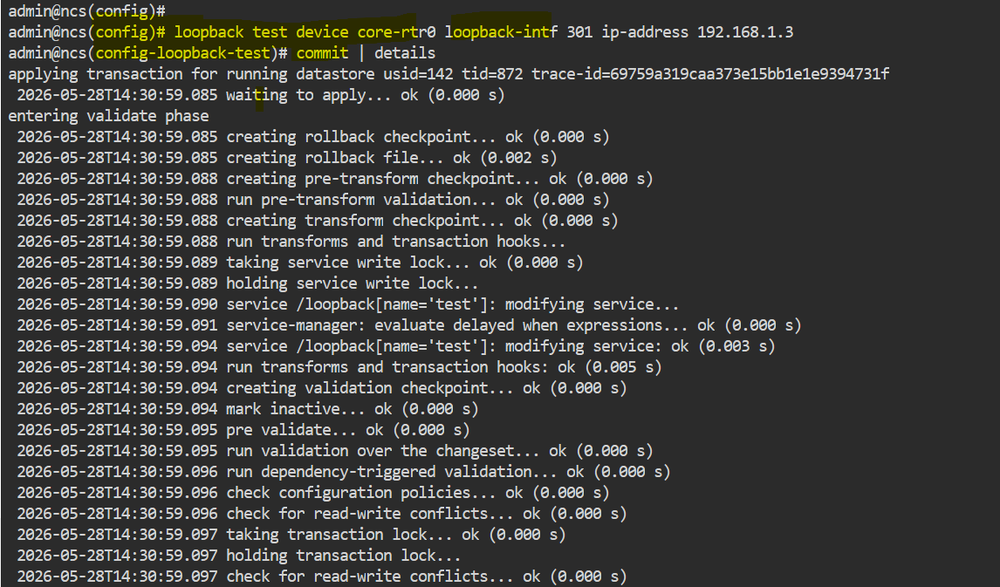 admin@ncs(config)#
admin@ncs(config)# loopback test device core-rtr0 loopback-intf 301 ip-address 192.168.1.3
admin@ncs(config-loopback-test)# commit | details
applying transaction for running datastore usid=142 tid=872 trace-id=69759a319caa373e15bb1e1e9394731f
 2026-05-28T14:30:59.085 waiting to apply... ok (0.000 s)
entering validate phase
 2026-05-28T14:30:59.085 creating rollback checkpoint... ok (0.000 s)
 2026-05-28T14:30:59.085 creating rollback file... ok (0.002 s)
 2026-05-28T14:30:59.088 creating pre-transform checkpoint... ok (0.000 s)
 2026-05-28T14:30:59.088 run pre-transform validation... ok (0.000 s)
 2026-05-28T14:30:59.088 creating transform checkpoint... ok (0.000 s)
 2026-05-28T14:30:59.088 run transforms and transaction hooks...
 2026-05-28T14:30:59.089 taking service write lock... ok (0.000 s)
 2026-05-28T14:30:59.089 holding service write lock...
 2026-05-28T14:30:59.090 service /loopback[name='test']: modifying service...
 2026-05-28T14:30:59.091 service-manager: evaluate delayed when expressions... ok (0.000 s)
 2026-05-28T14:30:59.094 service /loopback[name='test']: modifying service: ok (0.003 s)
 2026-05-28T14:30:59.094 run transforms and transaction hooks: ok (0.005 s)
 2026-05-28T14:30:59.094 creating validation checkpoint... ok (0.000 s)
 2026-05-28T14:30:59.094 mark inactive... ok (0.000 s)
 2026-05-28T14:30:59.095 pre validate... ok (0.000 s)
 2026-05-28T14:30:59.095 run validation over the changeset... ok (0.000 s)
 2026-05-28T14:30:59.096 run dependency-triggered validation... ok (0.000 s)
 2026-05-28T14:30:59.096 check configuration policies... ok (0.000 s)
 2026-05-28T14:30:59.096 check for read-write conflicts... ok (0.000 s)
 2026-05-28T14:30:59.097 taking transaction lock... ok (0.000 s)
 2026-05-28T14:30:59.097 holding transaction lock...
 2026-05-28T14:30:59.097 check for read-write conflicts... ok (0.000 s)